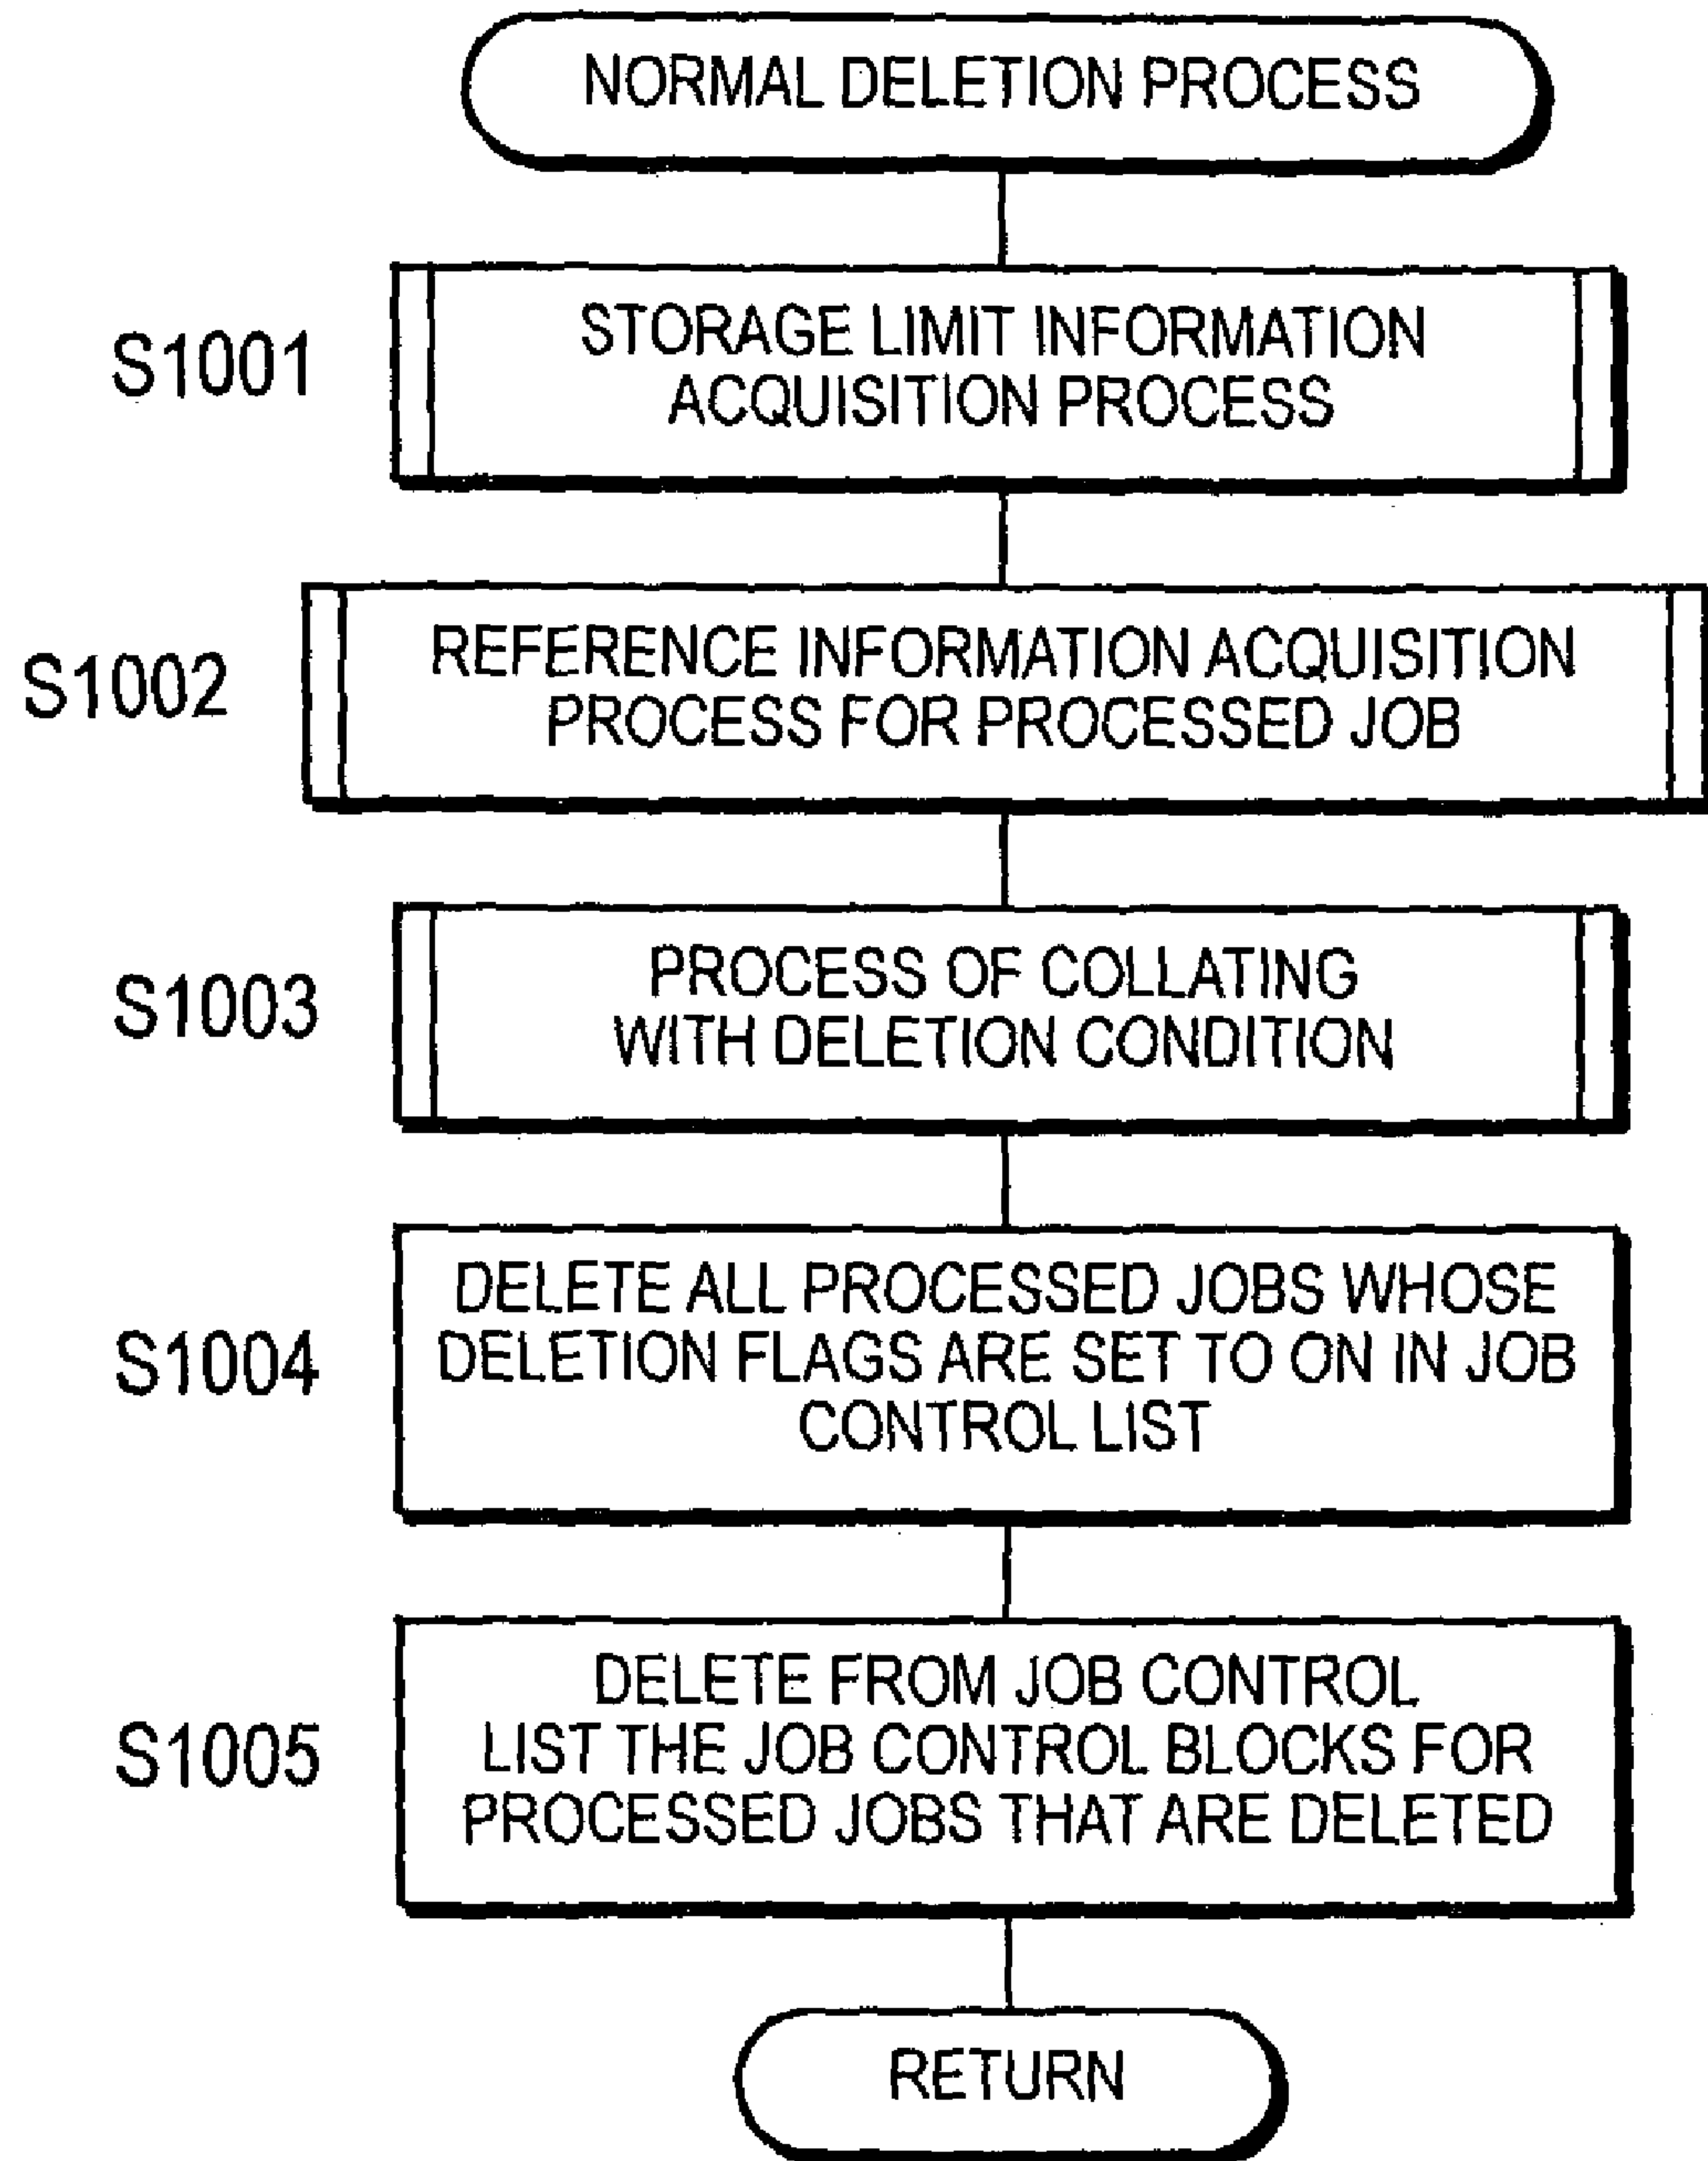 NORMAL DELETION PROCESS
S1001
STORAGE LIMIT INFORMATION
ACQUISITION PROCESS
S1002
REFERENCE INFORMATION ACQUISITION
PROCESS FOR PROCESSED JOB
S1003
PROCESS OF COLLATING
WITH DELETION CONDITION
S1004
DELETE ALL PROCESSED JOBS WHOSE
DELETION FLAGS ARE SET TO ON IN JOB
CONTROL LIST
S1005
DELETE FROM JOB CONTROL
LIST THE JOB CONTROL BLOCKS FOR
PROCESSED JOBS THAT ARE DELETED
RETURN